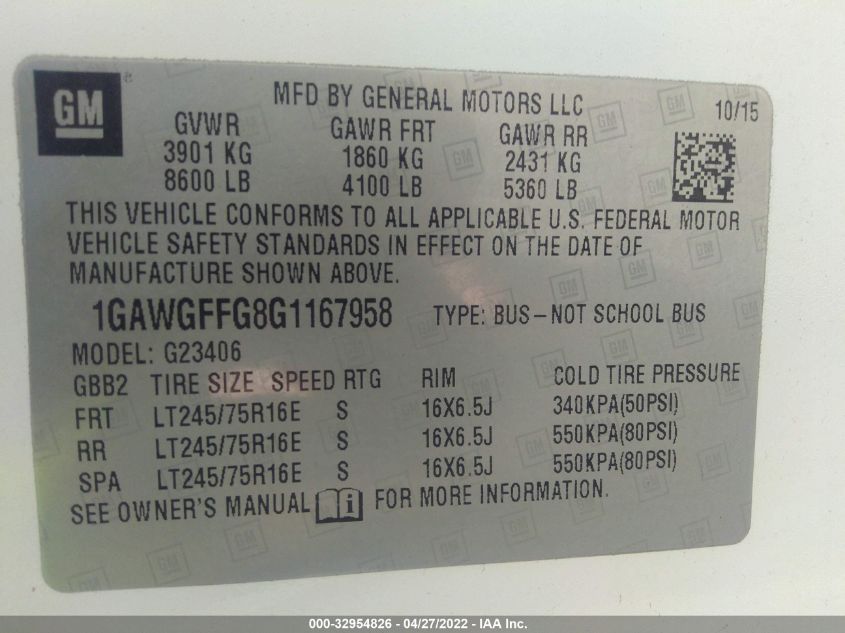 GM ® MFD BY GENERAL MOTORS LLC 10/15
GVWR GAWR FRT GAWR RR
3901 KG 1860 KG 2431 KG
8600 LB 4100 LB 5360 LB
THIS VEHICLE CONFORMS TO ALL APPLICABLE U.S. FEDERAL MOTOR
VEHICLE SAFETY STANDARDS IN EFFECT ON THE DATE OF
MANUFACTURE SHOWN ABOVE.
1GAWGFFG8G1167958 TYPE: BUS–NOT SCHOOL BUS
MODEL: G23406
GBB2 TIRE SIZE SPEED RTG RIM COLD TIRE PRESSURE
FRT LT245/75R16E S 16X6.5J 340KPA(50PSI)
RR LT245/75R16E S 16X6.5J 550KPA(80PSI)
SPA LT245/75R16E S 16X6.5J 550KPA(80PSI)
SEE OWNER'S MANUAL i FOR MORE INFORMATION.
000-32954826 - 04/27/2022 - IAA Inc.